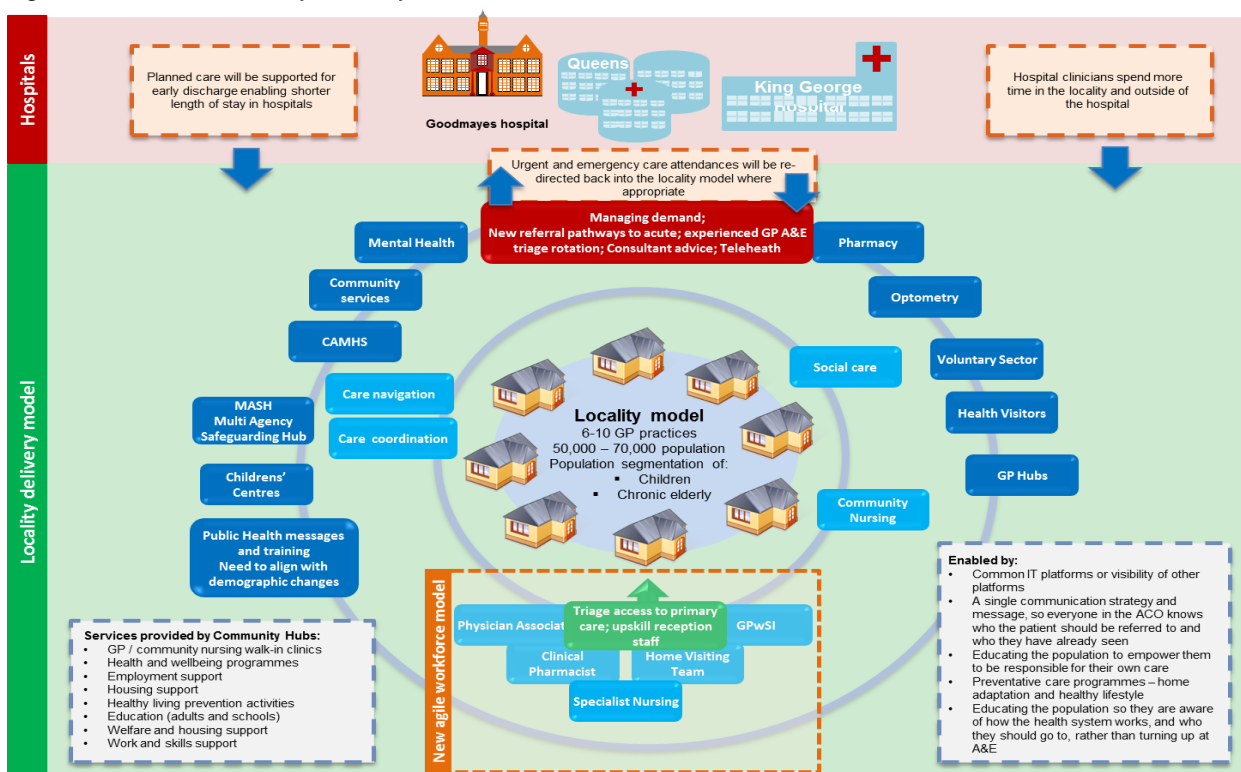 Hospitals
Planned care will be supported for
early discharge enabling shorter
length of stay in hospitals
Goodmayes hospital
Queens
King George
Hospital
Hospital clinicians spend more
time in the locality and outside of
the hospital
Urgent and emergency care attendances will be re-
directed back into the locality model where
appropriate
Managing demand;
New referral pathways to acute; experienced GP A&E
triage rotation; Consultant advice; Teleheath
Locality delivery model
Mental Health
Community
services
CAMHS
Care navigation
Care coordination
MASH
Multi Agency
Safeguarding Hub
Childrens’
Centres
Public Health messages
and training
Need to align with
demographic changes
Pharmacy
Optometry
Voluntary Sector
Social care
Health Visitors
GP Hubs
Community
Nursing
Locality model
6-10 GP practices
50,000 – 70,000 population
Population segmentation of:
▪ Children
▪ Chronic elderly
New agile workforce model
Triage access to primary
care; upskill reception
staff
Physician Associat
GPwSI
Clinical
Pharmacist
Home Visiting
Team
Specialist Nursing
Services provided by Community Hubs:
• GP / community nursing walk-in clinics
• Health and wellbeing programmes
• Employment support
• Housing support
• Healthy living prevention activities
• Education (adults and schools)
• Welfare and housing support
• Work and skills support
Enabled by:
• Common IT platforms or visibility of other
platforms
• A single communication strategy and
message, so everyone in the ACO knows
who the patient should be referred to and
who they have already seen
• Educating the population to empower them
to be responsible for their own care
• Preventative care programmes – home
adaptation and healthy lifestyle
• Educating the population so they are aware
of how the health system works, and who
they should go to, rather than turning up at
A&E